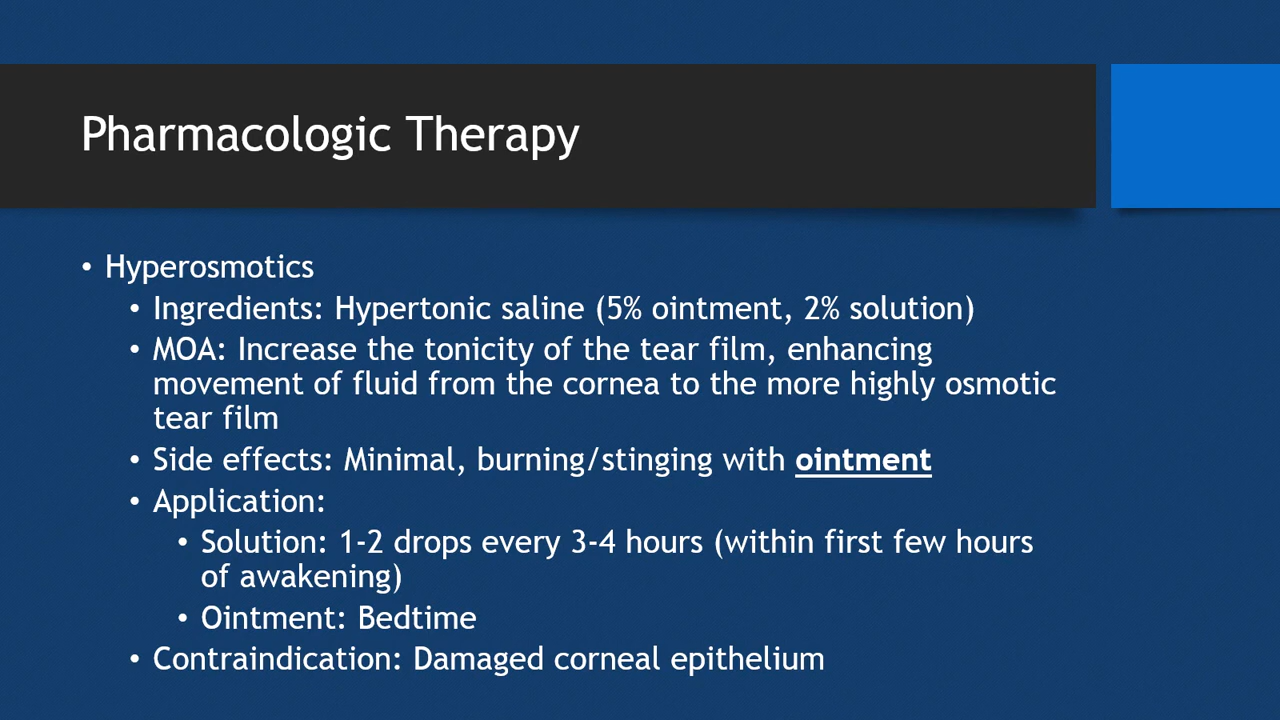 Pharmacologic Therapy
• Hyperosmotics
• Ingredients: Hypertonic saline (5% ointment, 2% solution)
• MOA: Increase the tonicity of the tear film, enhancing
movement of fluid from the cornea to the more highly osmotic
tear film
• Side effects: Minimal, burning/stinging with ointment
• Application:
• Solution: 1-2 drops every 3-4 hours (within first few hours
of awakening)
• Ointment: Bedtime
• Contraindication: Damaged corneal epithelium